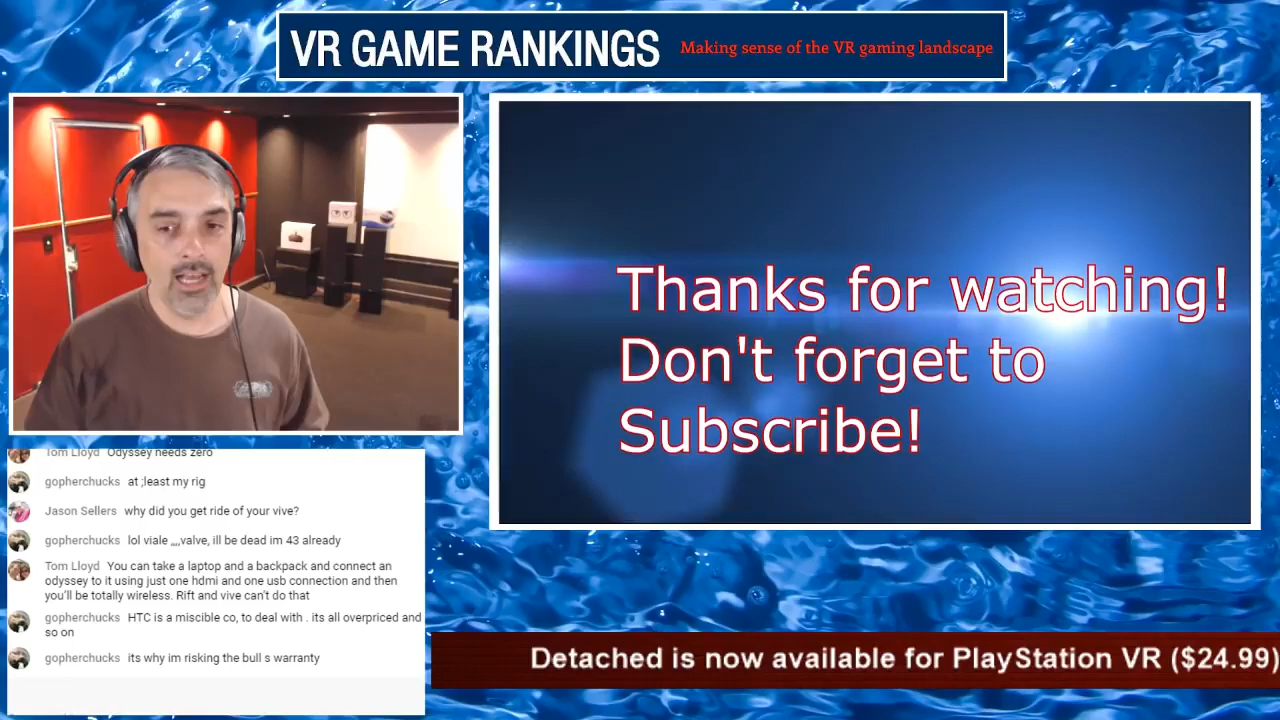 VR GAME RANKINGS Making sense of the VR gaming landscape
Thanks for watching!
Don't forget to
Subscribe!
Tom Lloyd Odyssey needs zero
gopherchucks at ;least my rig
Jason Sellers why did you get ride of your vive?
gopherchucks lol viale ,,,,valve, ill be dead im 43 already
Tom Lloyd You can take a laptop and a backpack and connect an
odyssey to it using just one hdmi and one usb connection and then
you'll be totally wireless. Rift and vive can't do that
gopherchucks HTC is a miscible co, to deal with . its all overpriced and
so on
gopherchucks its why im risking the bull s warranty
Detached is now available for PlayStation VR ($24.99)